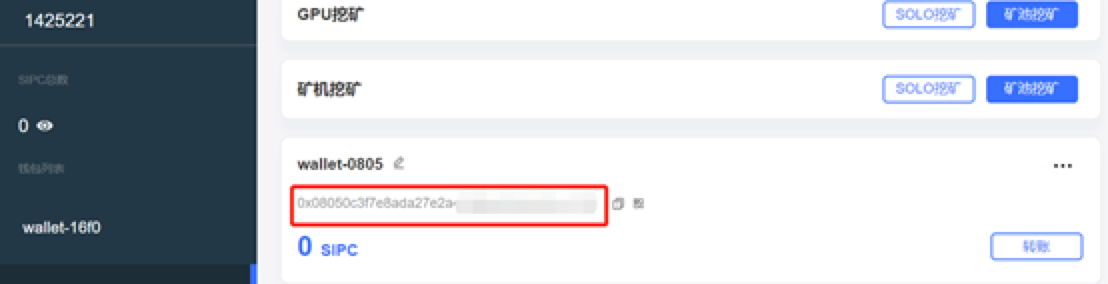 1425221
SIPC总数
0
钱包列表
wallet-16f0
GPU挖矿
SOLO挖矿
矿池挖矿
矿机挖矿
SOLO挖矿
矿池挖矿
wallet-0805
0x08050c3f7e8ada27e2a
0 SIPC
转账